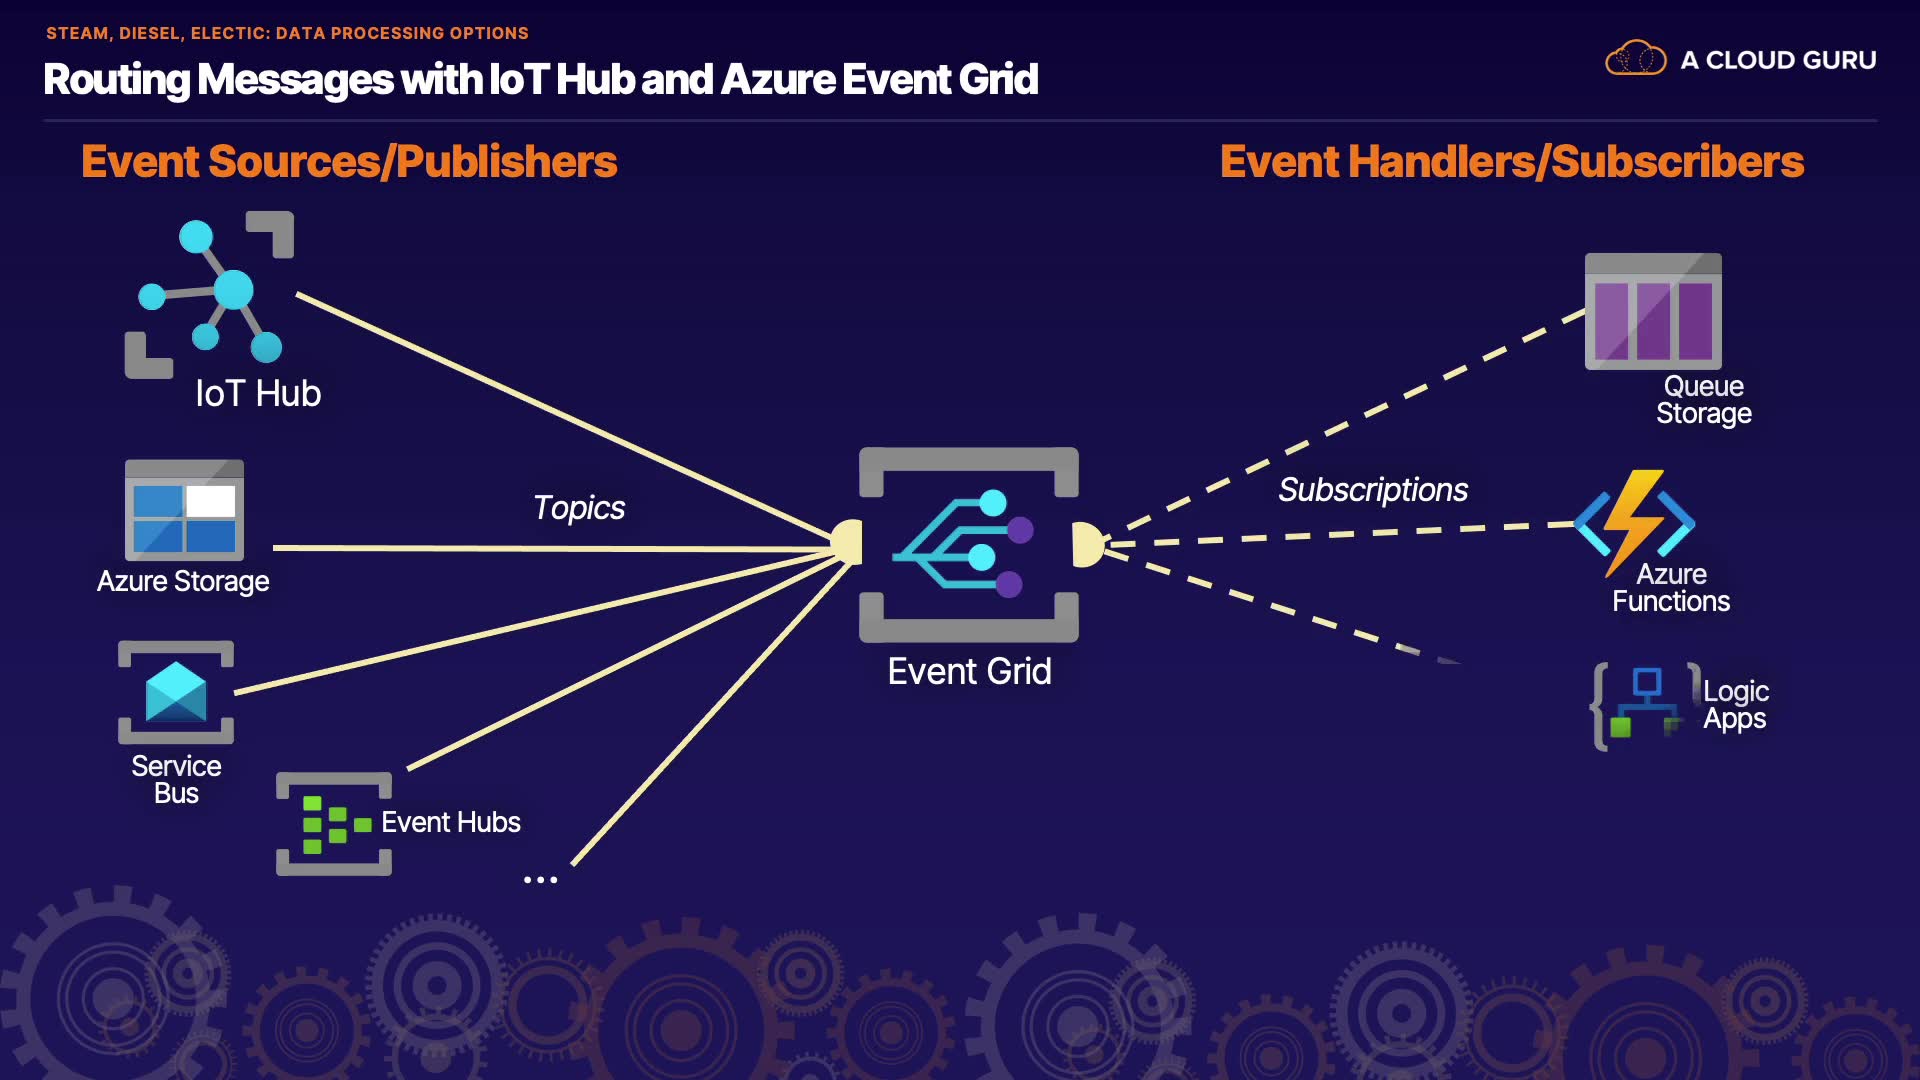 STEAM, DIESEL, ELECTIC: DATA PROCESSING OPTIONS
Routing Messages with IoT Hub and Azure Event Grid
A CLOUD GURU
Event Sources/Publishers
Event Handlers/Subscribers
IoT Hub
Queue
Storage
Topics
Subscriptions
Azure Storage
Azure
Functions
Event Grid
Service
Bus
Logic
Apps
Event Hubs
...